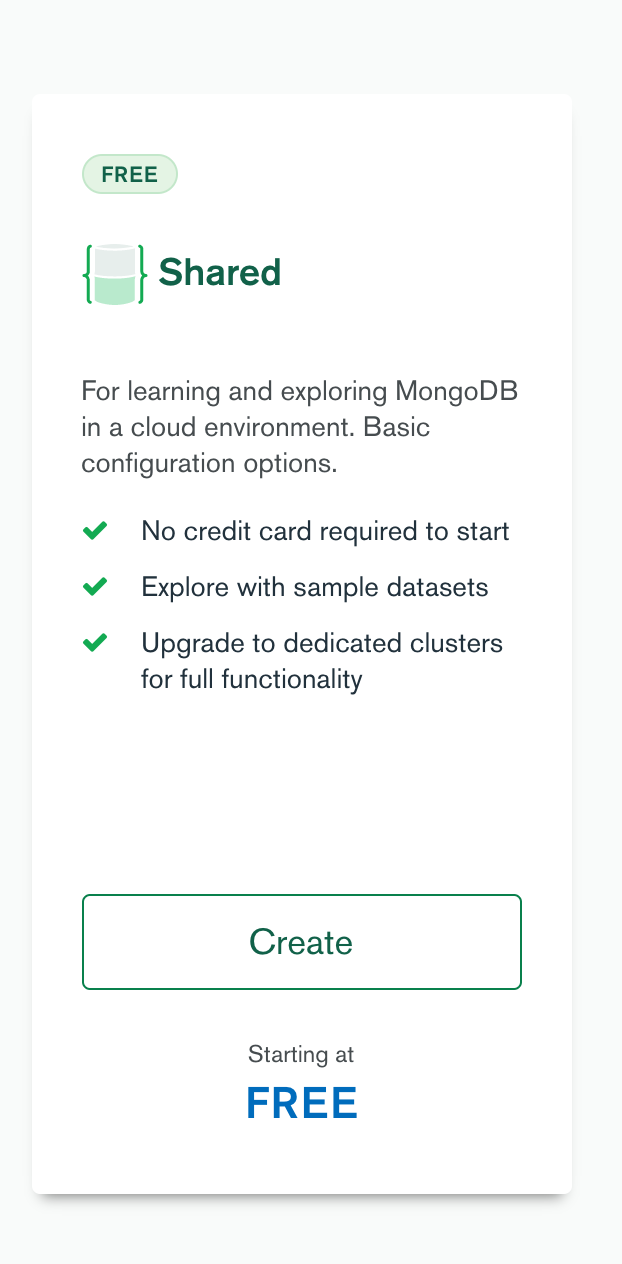 FREE
Shared
For learning and exploring MongoDB
in a cloud environment. Basic
configuration options.
No credit card required to start
Explore with sample datasets
Upgrade to dedicated clusters
for full functionality
Create
Starting at
FREE